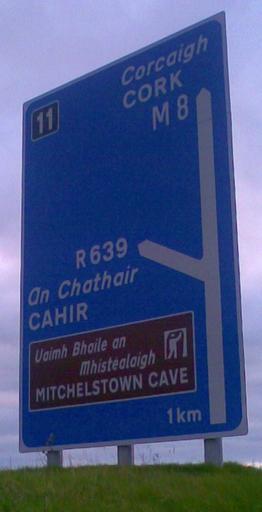 11
Corcaigh
CORK
M8
R639
An Chathair
CAHIR
Uaimh Bhaile an
Mhistéalaigh
MITCHELSTOWN CAVE
1km